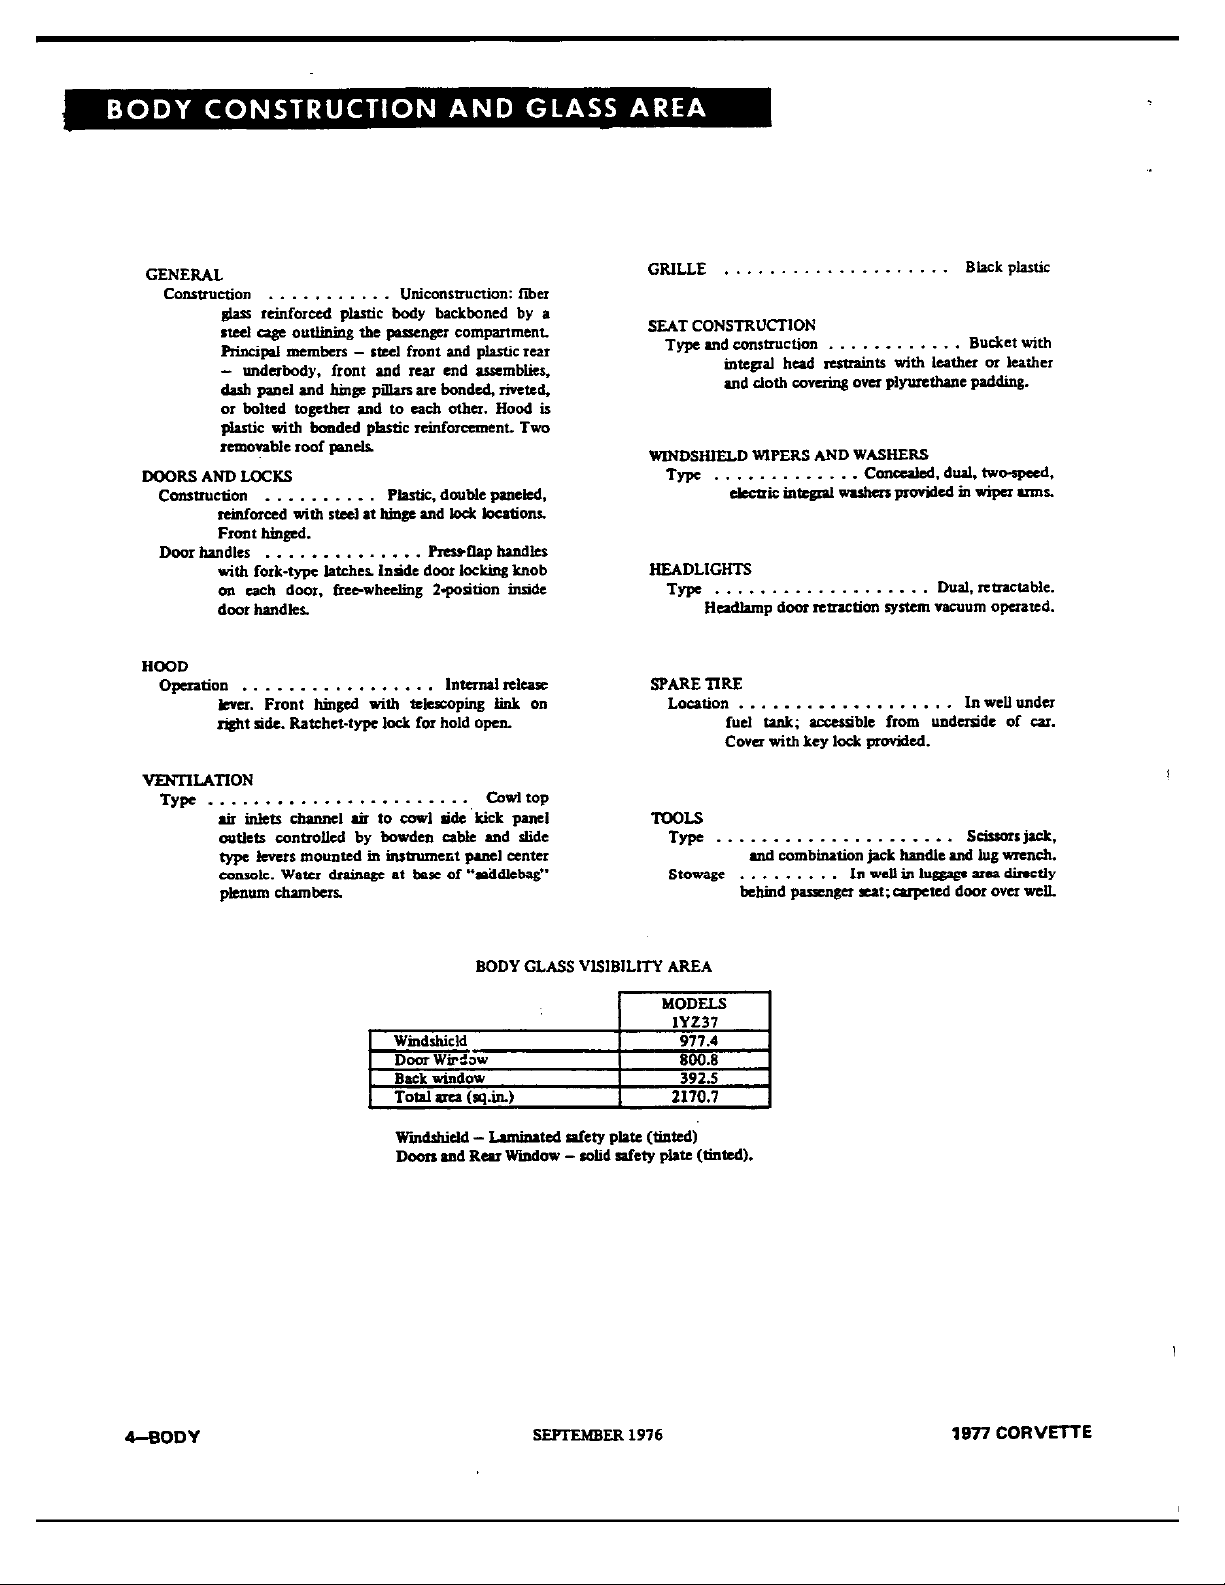 BODY CONSTRUCTION AND GLASS AREA
GENERAL
Construction . . . . . . . . . . . Uniconstruction: fiber
glass reinforced plastic body backboned by a
steel cage outlining the passenger compartment.
Principal members – steel front and plastic rear
– underbody, front and rear end assemblies,
dash panel and hinge pillars are bonded, riveted,
or bolted together and to each other. Hood is
plastic with bonded plastic reinforcement. Two
removable roof panels.
DOORS AND LOCKS
Construction . . . . . . . . . . Plastic, double paneled,
reinforced with steel at hinge and lock locations.
Front hinged.
Door handles . . . . . . . . . . . . . . Press-flap handles
with fork-type latches. Inside door locking knob
on each door, free-wheeling 2-position inside
door handles.
HOOD
Operation . . . . . . . . . . . . . . . . . Internal release
lever. Front hinged with telescoping link on
right side. Ratchet-type lock for hold open.
VENTILATION
Type . . . . . . . . . . . . . . . . . . . . . . . Cowl top
air inlets channel air to cowl side kick panel
outlets controlled by bowden cable and slide
type levers mounted in instrument panel center
console. Water drainage at base of "saddlebag"
plenum chambers.
GRILLE . . . . . . . . . . . . . . . . . . . . Black plastic
SEAT CONSTRUCTION
Type and construction . . . . . . . . . . . . Bucket with
integral head restraints with leather or leather
and cloth covering over plyurethane padding.
WINDSHIELD WIPERS AND WASHERS
Type . . . . . . . . . . . . . Concealed, dual, two-speed,
electric integral washers provided in wiper arms.
HEADLIGHTS
Type . . . . . . . . . . . . . . . . . . . Dual, retractable.
Headlamp door retraction system vacuum operated.
SPARE TIRE
Location . . . . . . . . . . . . . . . . . . . In well under
fuel tank; accessible from underside of car.
Cover with key lock provided.
TOOLS
Type . . . . . . . . . . . . . . . . . . . . . Scissors jack,
and combination jack handle and lug wrench.
Stowage . . . . . . . . . In well in luggage area directly
behind passenger seat; carpeted door over well.
BODY GLASS VISIBILITY AREA
MODELS
1YZ37
Windshield 977.4
Door Window 800.8
Back window 392.5
Total area (sq.in.) 2170.7
Windshield – Laminated safety plate (tinted)
Doors and Rear Window – solid safety plate (tinted).
4–BODY SEPTEMBER 1976 1977 CORVETTE